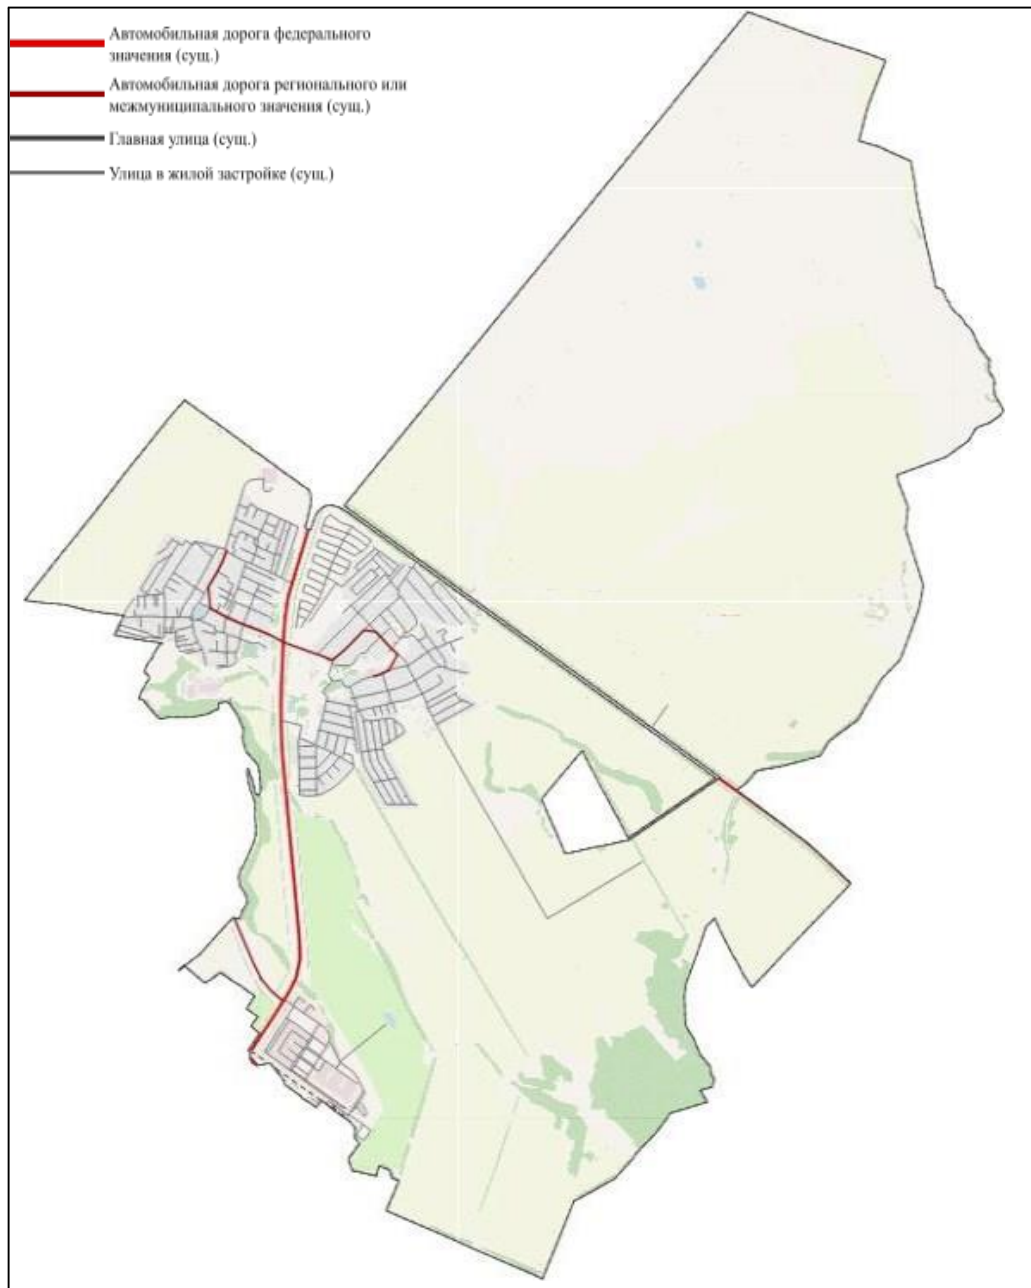 Автомобильная дорога федерального
значения (сущ.)
Автомобильная дорога регионального или
межмуниципального значения (сущ.)
Главная улица (сущ.)
Улица в жилой застройке (сущ.)